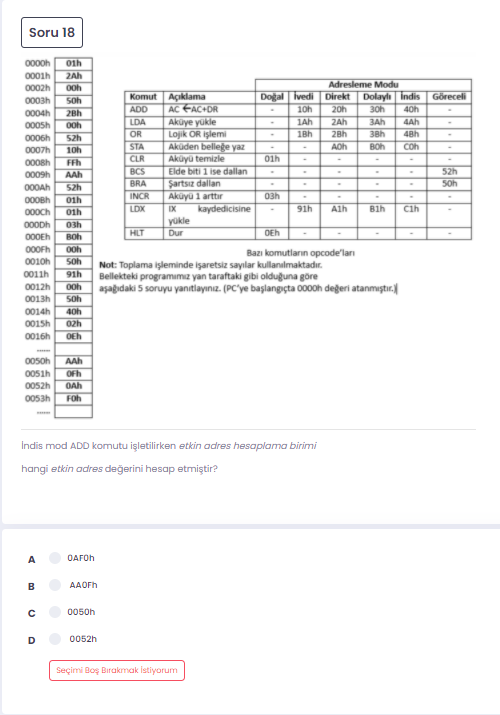 Soru 18
0000h 01h
0001h 2Ah
0002h 00h
0003h 50h
0004h 2Bh
0005h 00h
0006h 52h
0007h 10h
0008h FFh
0009h AAh
000Ah 52h
000Bh 01h
000Ch 01h
000Dh 03h
000Eh B0h
000Fh 00h
0010h 50h
0011h 91h
0012h 00h
0013h 50h
0014h 40h
0015h 02h
0016h 0Eh
......
0050h AAh
0051h 0Fh
0052h 0Ah
0053h F0h
......
Adresleme Modu
Komut Açıklama Doğal İvedi Direkt Dolaylı İndis Göreceli
ADD AC ←AC+DR - 10h 20h 30h 40h -
LDA Aküye yükle - 1Ah 2Ah 3Ah 4Ah -
OR Lojik OR işlemi - 1Bh 2Bh 3Bh 4Bh -
STA Aküden belleğe yaz - - A0h B0h C0h -
CLR Aküyü temizle 01h - - - - -
BCS Elde biti 1 ise dallan - - - - - 52h
BRA Şartsız dallan - - - - - 50h
INCR Aküyü 1 arttır 03h - - - - -
LDX IX kaydedicisine yükle - 91h A1h B1h C1h -
HLT Dur 0Eh - - - - -
Bazı komutların opcode'ları
Not: Toplama işleminde işaretsiz sayılar kullanılmaktadır.
Bellekteki programımız yan taraftaki gibi olduğuna göre
aşağıdaki 5 soruyu yanıtlayınız. (PC'ye başlangıçta 0000h değeri atanmıştır.)
İndis mod ADD komutu işletilirken etkin adres hesaplama birimi
hangi etkin adres değerini hesap etmiştir?
A 0AF0h
B AA0Fh
C 0050h
D 0052h
Seçimi Boş Bırakmak İstiyorum